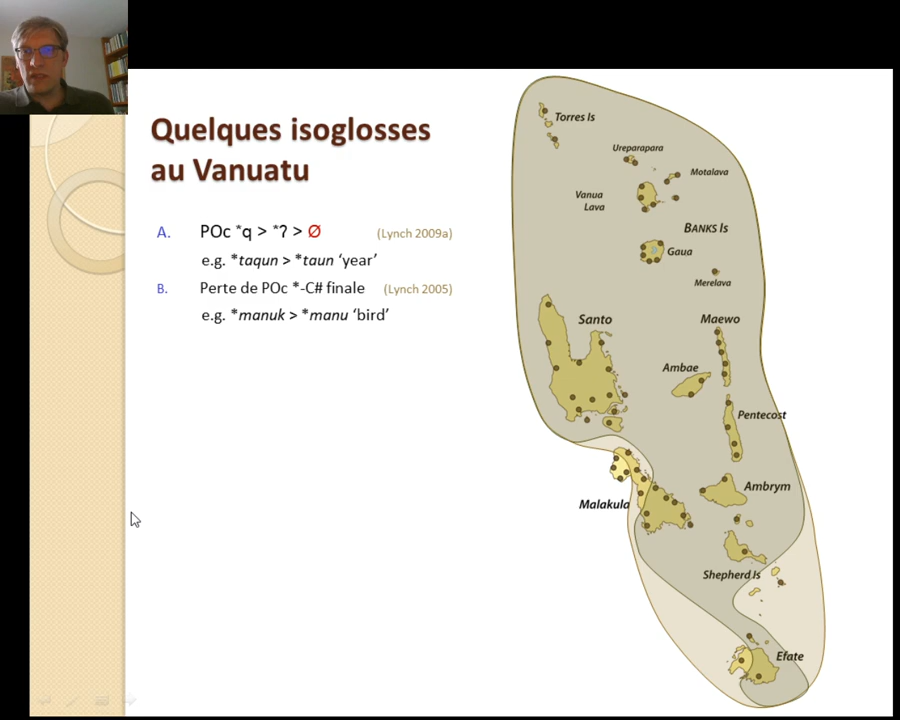 Quelques isoglosses
au Vanuatu
A. POc *q > *ʔ > Ø (Lynch 2009a)
e.g. *taqun > *taun ‘year’
B. Perte de POc *-C# finale (Lynch 2005)
e.g. *manuk > *manu ‘bird’
Torres Is
Ureparapara
Motalava
Vanua
Lava
BANKS Is
Gaua
Merelava
Santo
Maewo
Ambae
Pentecost
Ambrym
Malakula
Shepherd Is
Efate